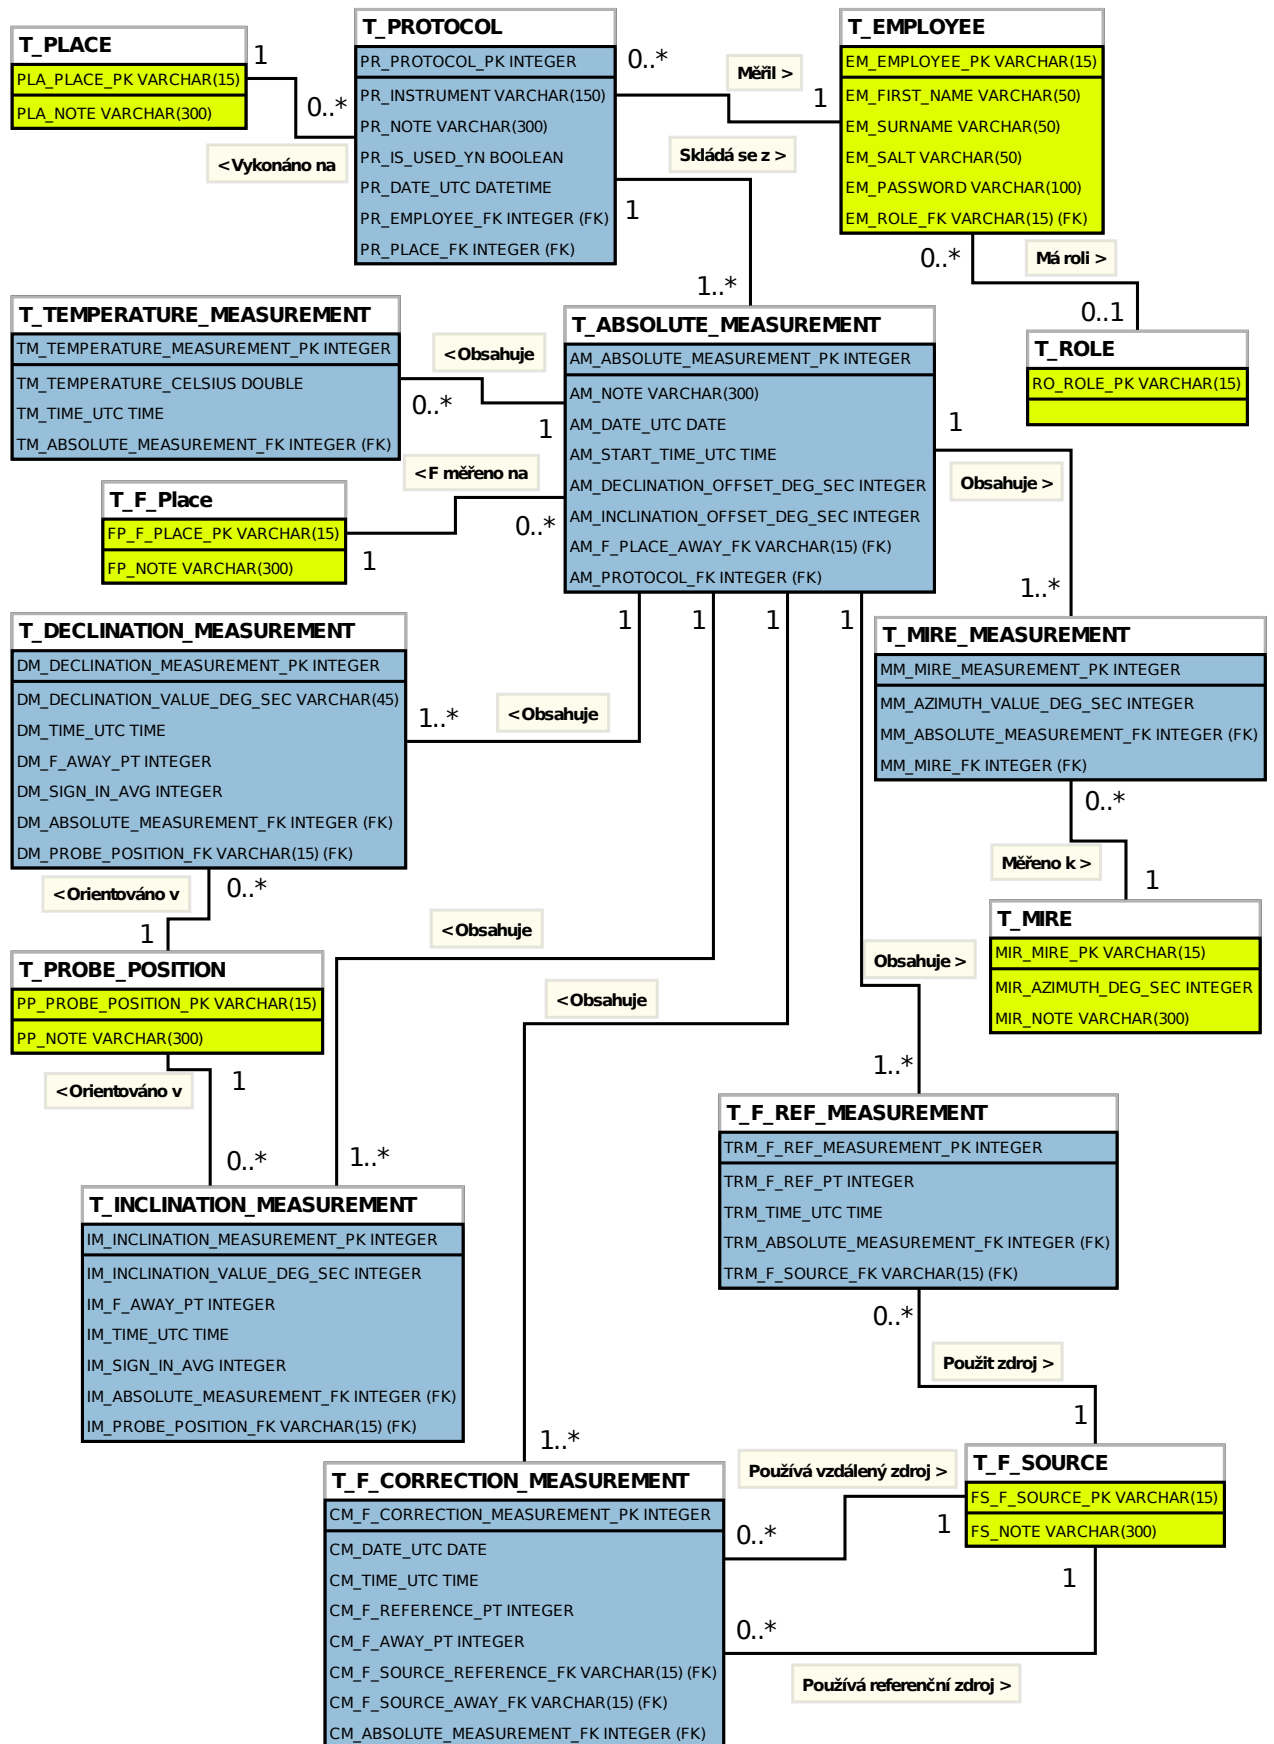 T_PLACE
PLA_PLACE_PK VARCHAR(15)
PLA_NOTE VARCHAR(300)
1
0..*
<Vykonáno na
T_PROTOCOL
PR_PROTOCOL_PK INTEGER
PR_INSTRUMENT VARCHAR(150)
PR_NOTE VARCHAR(300)
PR_IS_USED_YN BOOLEAN
PR_DATE_UTC DATETIME
PR_EMPLOYEE_FK INTEGER (FK)
PR_PLACE_FK INTEGER (FK)
0..*
Měřil >
1
Skládá se z >
1
1..*
T_EMPLOYEE
EM_EMPLOYEE_PK VARCHAR(15)
EM_FIRST_NAME VARCHAR(50)
EM_SURNAME VARCHAR(50)
EM_SALT VARCHAR(50)
EM_PASSWORD VARCHAR(100)
EM_ROLE_FK VARCHAR(15) (FK)
0..*
Má roli >
0..1
T_ROLE
RO_ROLE_PK VARCHAR(15)
T_TEMPERATURE_MEASUREMENT
TM_TEMPERATURE_MEASUREMENT_PK INTEGER
TM_TEMPERATURE_CELSIUS DOUBLE
TM_TIME_UTC TIME
TM_ABSOLUTE_MEASUREMENT_FK INTEGER (FK)
<Obsahuje
0..*
1
T_ABSOLUTE_MEASUREMENT
AM_ABSOLUTE_MEASUREMENT_PK INTEGER
AM_NOTE VARCHAR(300)
AM_DATE_UTC DATE
AM_START_TIME_UTC TIME
AM_DECLINATION_OFFSET_DEG_SEC INTEGER
AM_INCLINATION_OFFSET_DEG_SEC INTEGER
AM_F_PLACE_AWAY_FK VARCHAR(15) (FK)
AM_PROTOCOL_FK INTEGER (FK)
1
Obsahuje >
1..*
<F měřeno na
0..*
1
T_F_Place
FP_F_PLACE_PK VARCHAR(15)
FP_NOTE VARCHAR(300)
1
1
1
1
T_DECLINATION_MEASUREMENT
DM_DECLINATION_MEASUREMENT_PK INTEGER
DM_DECLINATION_VALUE_DEG_SEC VARCHAR(45)
DM_TIME_UTC TIME
DM_F_AWAY_PT INTEGER
DM_SIGN_IN_AVG INTEGER
DM_ABSOLUTE_MEASUREMENT_FK INTEGER (FK)
DM_PROBE_POSITION_FK VARCHAR(15) (FK)
1..*
<Obsahuje
T_MIRE_MEASUREMENT
MM_MIRE_MEASUREMENT_PK INTEGER
MM_AZIMUTH_VALUE_DEG_SEC INTEGER
MM_ABSOLUTE_MEASUREMENT_FK INTEGER (FK)
MM_MIRE_FK INTEGER (FK)
0..*
Měřeno k >
1
T_MIRE
MIR_MIRE_PK VARCHAR(15)
MIR_AZIMUTH_DEG_SEC INTEGER
MIR_NOTE VARCHAR(300)
<Orientováno v
0..*
1
T_PROBE_POSITION
PP_PROBE_POSITION_PK VARCHAR(15)
PP_NOTE VARCHAR(300)
<Orientováno v
1
0..*
<Obsahuje
1..*
<Obsahuje
Obsahuje >
1..*
T_F_REF_MEASUREMENT
TRM_F_REF_MEASUREMENT_PK INTEGER
TRM_F_REF_PT INTEGER
TRM_TIME_UTC TIME
TRM_ABSOLUTE_MEASUREMENT_FK INTEGER (FK)
TRM_F_SOURCE_FK VARCHAR(15) (FK)
T_INCLINATION_MEASUREMENT
IM_INCLINATION_MEASUREMENT_PK INTEGER
IM_INCLINATION_VALUE_DEG_SEC INTEGER
IM_F_AWAY_PT INTEGER
IM_TIME_UTC TIME
IM_SIGN_IN_AVG INTEGER
IM_ABSOLUTE_MEASUREMENT_FK INTEGER (FK)
IM_PROBE_POSITION_FK VARCHAR(15) (FK)
0..*
Použit zdroj >
1
1..*
T_F_CORRECTION_MEASUREMENT
CM_F_CORRECTION_MEASUREMENT_PK INTEGER
CM_DATE_UTC DATE
CM_TIME_UTC TIME
CM_F_REFERENCE_PT INTEGER
CM_F_AWAY_PT INTEGER
CM_F_SOURCE_REFERENCE_FK VARCHAR(15) (FK)
CM_F_SOURCE_AWAY_FK VARCHAR(15) (FK)
CM_ABSOLUTE_MEASUREMENT_FK INTEGER (FK)
Používá vzdálený zdroj >
0..*
1
T_F_SOURCE
FS_F_SOURCE_PK VARCHAR(15)
FS_NOTE VARCHAR(300)
1
0..*
Používá referenční zdroj >